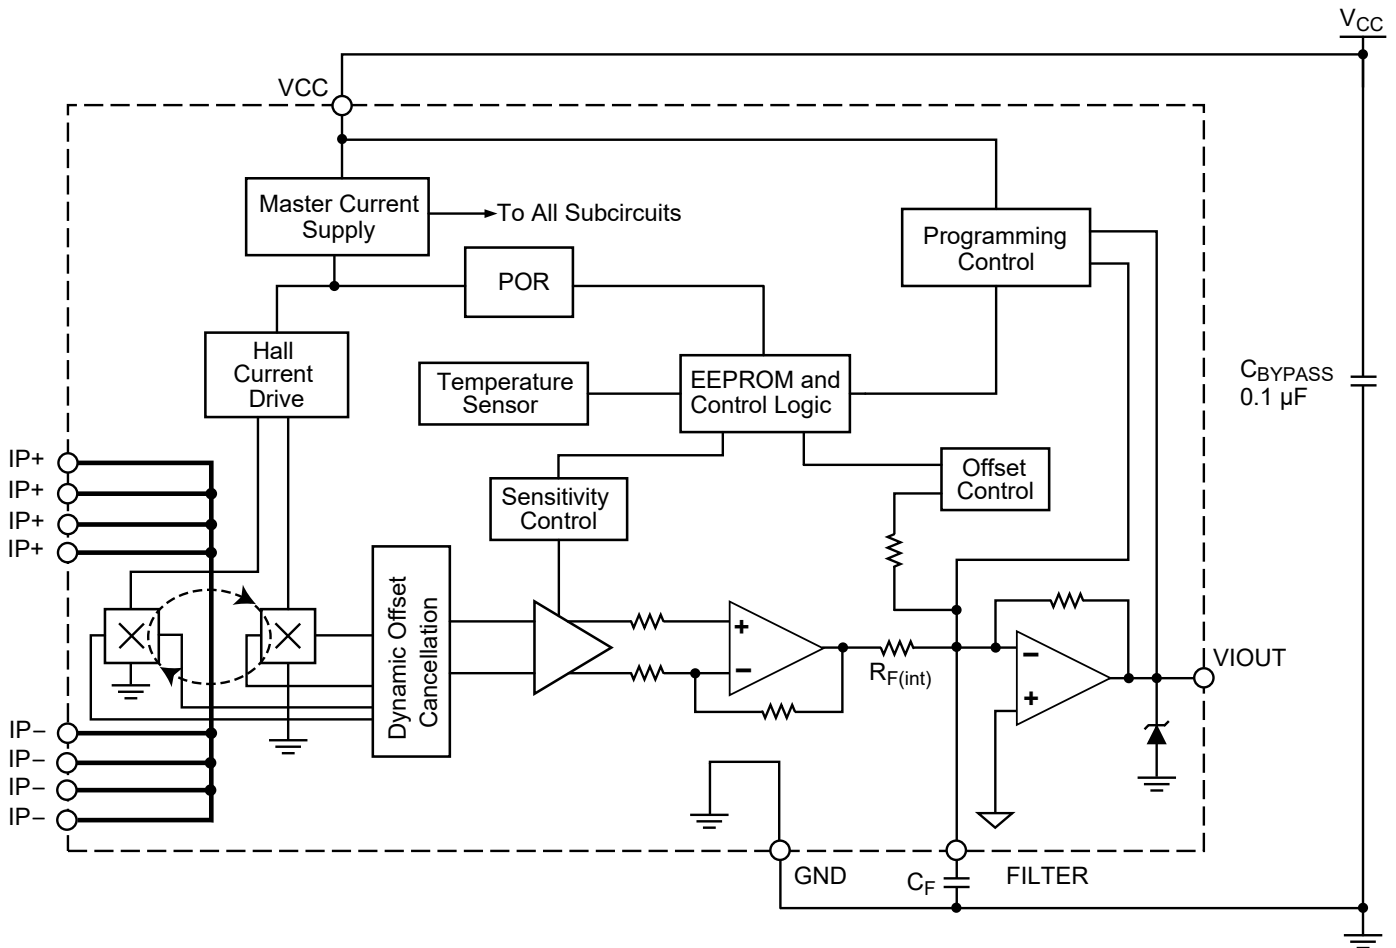 VCC
VCC
Master Current
Supply
To All Subcircuits
Programming
Control
POR
Hall
Current
Drive
Temperature
Sensor
EEPROM and
Control Logic
CBYPASS
0.1 µF
IP+
IP+
IP+
IP+
Sensitivity
Control
Offset
Control
Dynamic Offset
Cancellation
+
−
RF(int)
−
+
VIOUT
IP−
IP−
IP−
IP−
GND
CF
FILTER